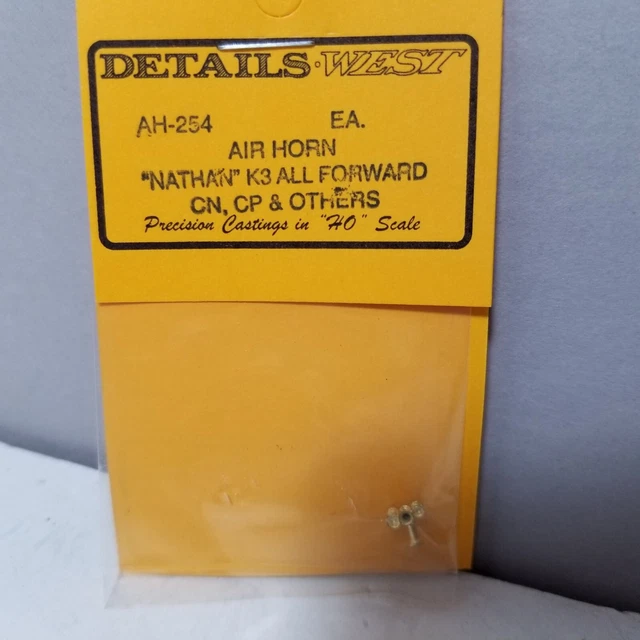 DETAILS·WEST
AH-254 EA.
AIR HORN
"NATHAN" K3 ALL FORWARD
CN, CP & OTHERS
Precision Castings in "HO" Scale